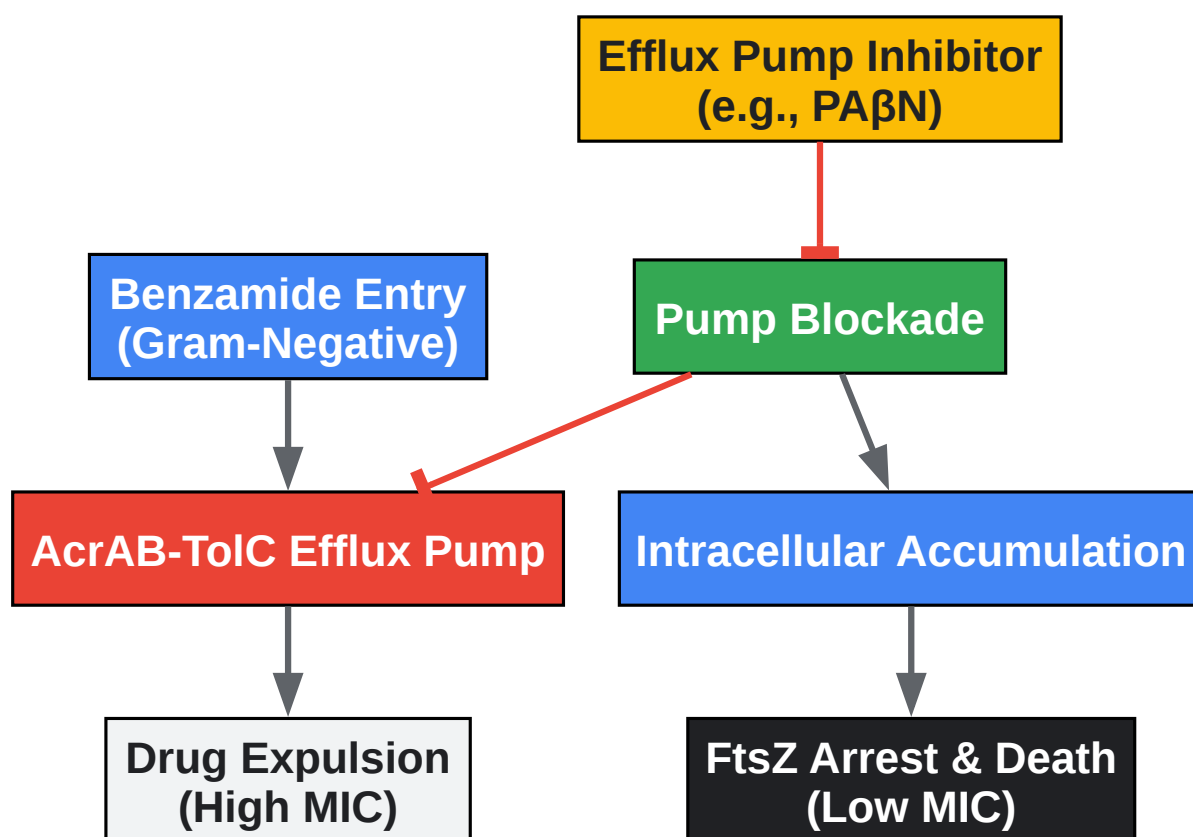 Efflux Pump Inhibitor
(e.g., PAβN)
Benzamide Entry
(Gram-Negative)
Pump Blockade
AcrAB-TolC Efflux Pump
Intracellular Accumulation
Drug Expulsion
(High MIC)
FtsZ Arrest & Death
(Low MIC)